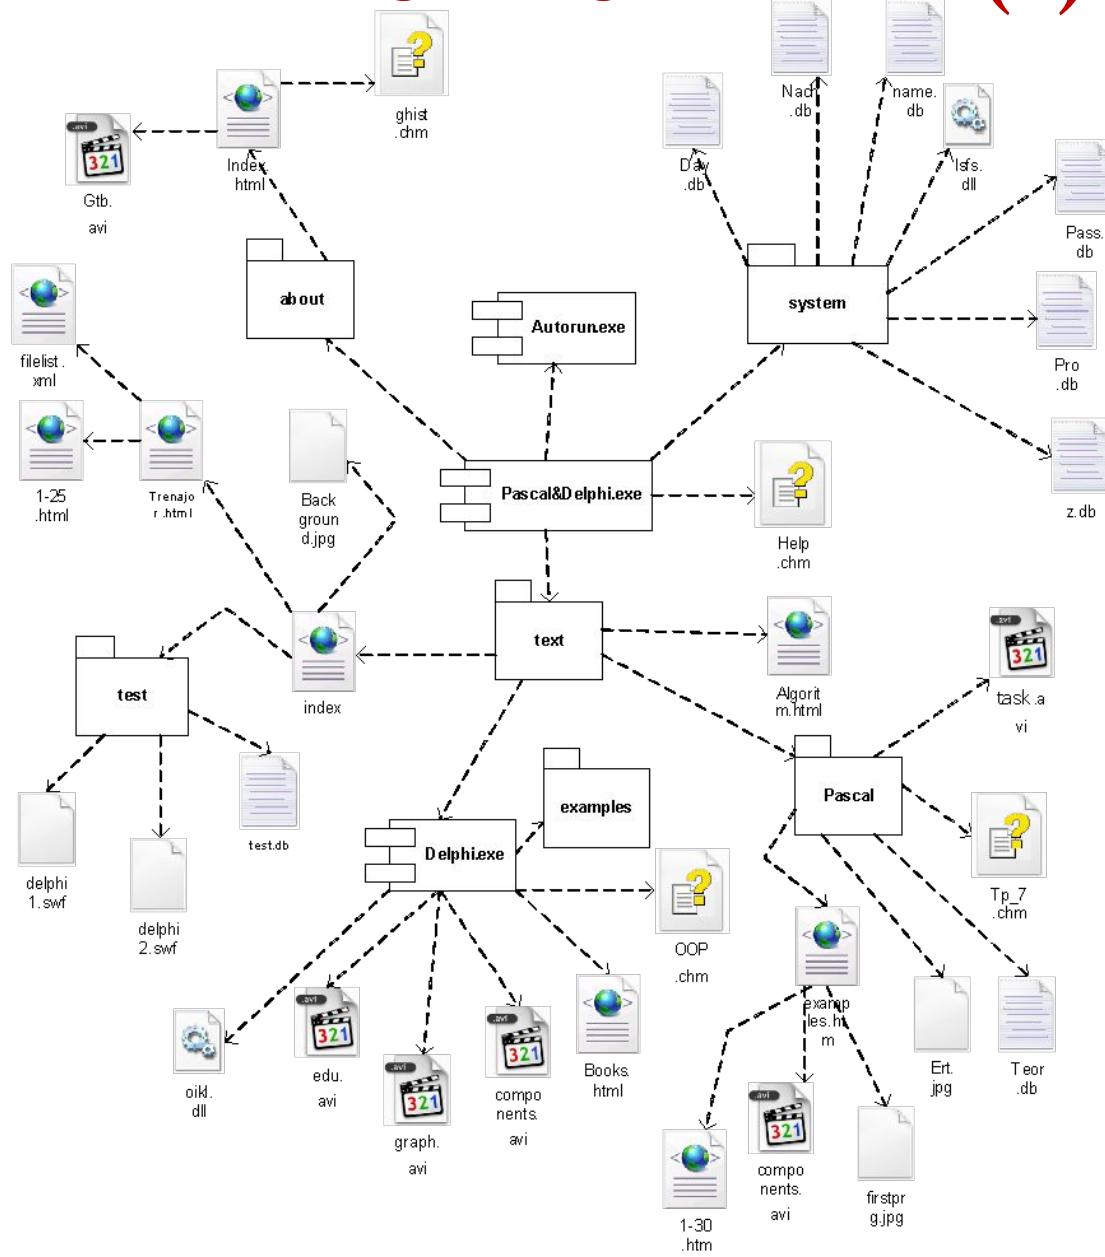 ghist
.chm
Nach
.db
name.
db
Index.
html
Day
.db
Isfs.
dll
Gtb.
avi
Pass.
db
about
system
Autorun.exe
filelist.
xml
Pro
.db
1-25
.html
Trenajo
r.html
Back
groun
d.jpg
Pascal&Delphi.exe
z.db
Help
.chm
text
test
index
Algorit
m.html
task.a
vi
examples
Pascal
test.db
Delphi.exe
delphi
1.swf
Tp_7
.chm
delphi
2.swf
OOP
.chm
examp
les.ht
m
oikl.
dll
edu.
avi
compo
nents.
avi
Books.
html
Ert.
jpg
Teor
.db
graph.
avi
compo
nents.
avi
firstpr
g.jpg
1-30
.htm